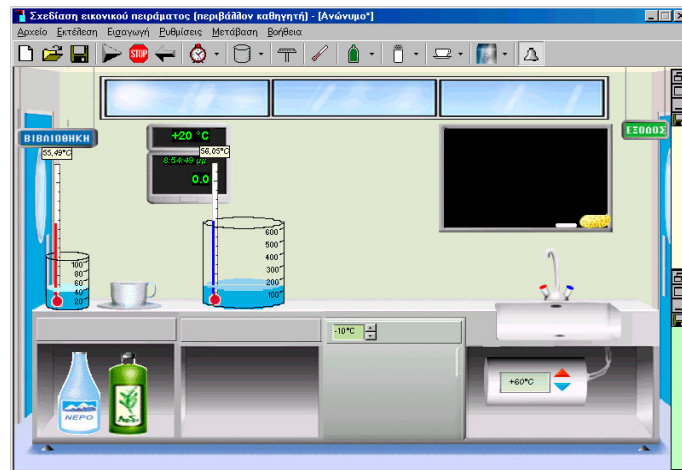 Σχεδίαση εικονικού πειράματος (περιβάλλον καθηγητή) - [Ανώνυμο*]
Αρχείο Εκτέλεση Εισαγωγή Ρυθμίσεις Μετάβαση Βοήθεια
STOP
ΒΙΒΛΙΟΘΗΚΗ
ΕΞΟΔΟΣ
+20 °C
55,49°C
56,05°C
8:54:49 μμ
0.0
600
500
400
300
200
100
100
80
60
40
20
-10°C
+60°C
ΝΕΡΟ
Λάδι